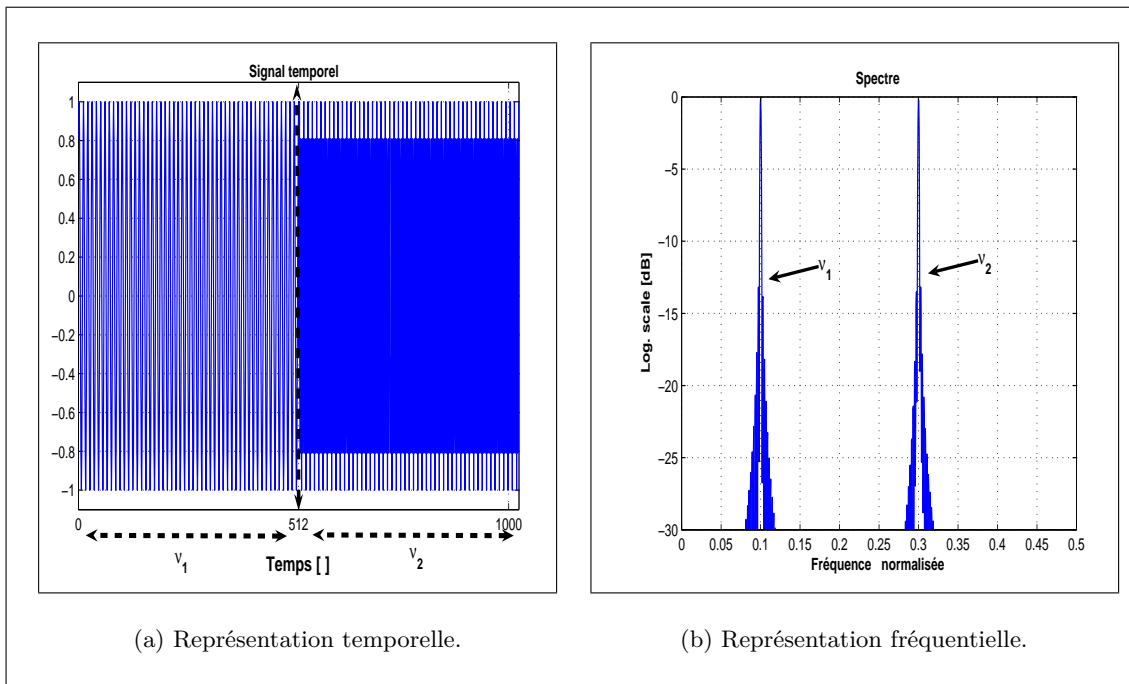 Signal temporel
1
0.8
0.6
0.4
0.2
0
−0.2
−0.4
−0.6
−0.8
−1
0
512
1000
ν1
Temps [ ]
ν2
(a) Représentation temporelle.
Spectre
0
−5
−10
−15
−20
−25
−30
Log. scale [dB]
ν1
ν2
0 0.05 0.1 0.15 0.2 0.25 0.3 0.35 0.4 0.45 0.5
Fréquence normalisée
(b) Représentation fréquentielle.